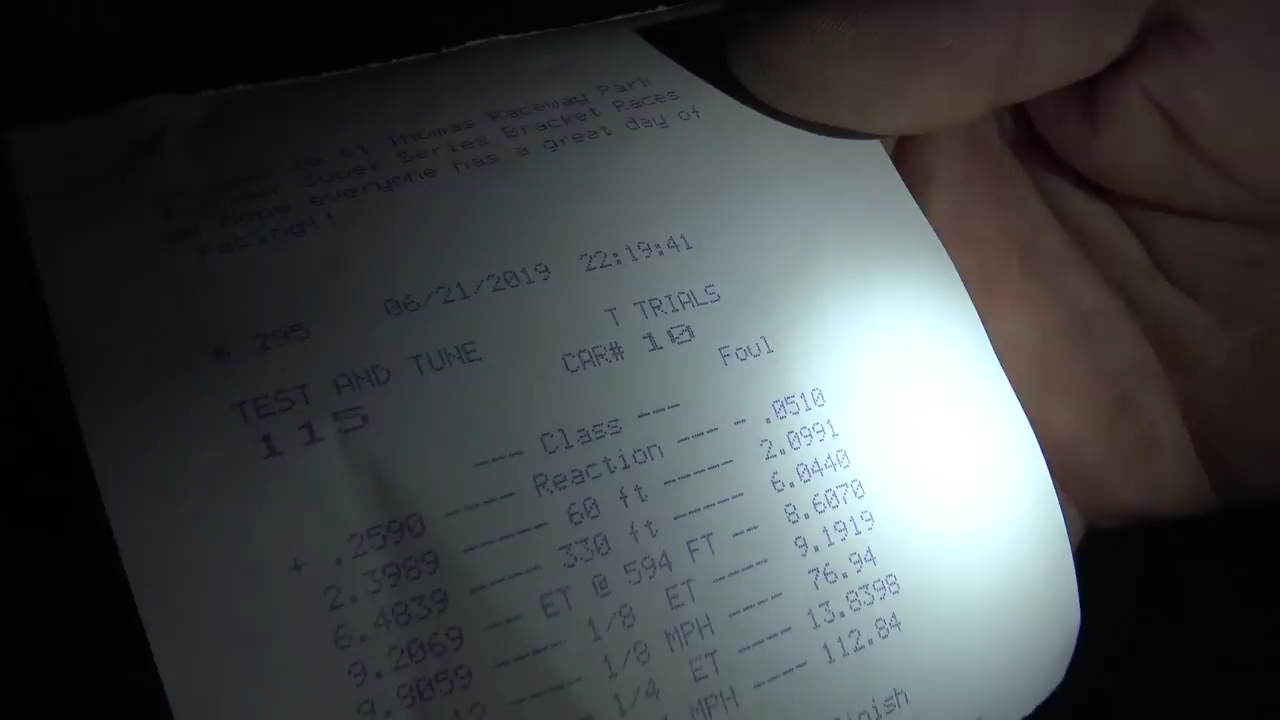 to St Thomas Raceway Park
Super Series Bracket Races
hope everyone has a great day of
racing!!
# 295 06/21/2019 22:19:41
TEST AND TUNE T TRIALS
115 CAR# 10
--- Class --- Foul
+ .2590 ---- Reaction --- - .0510
2.3989 ----- 60 ft ----- 2.0991
6.4839 ----- 330 ft ----- 6.0440
9.2069 -- ET @ 594 FT -- 8.6070
9.8059 ----- 1/8 ET ----- 9.1919
12 ----- 1/8 MPH ---- 76.94
1/4 ET ---- 13.8398
MPH ---- 112.84